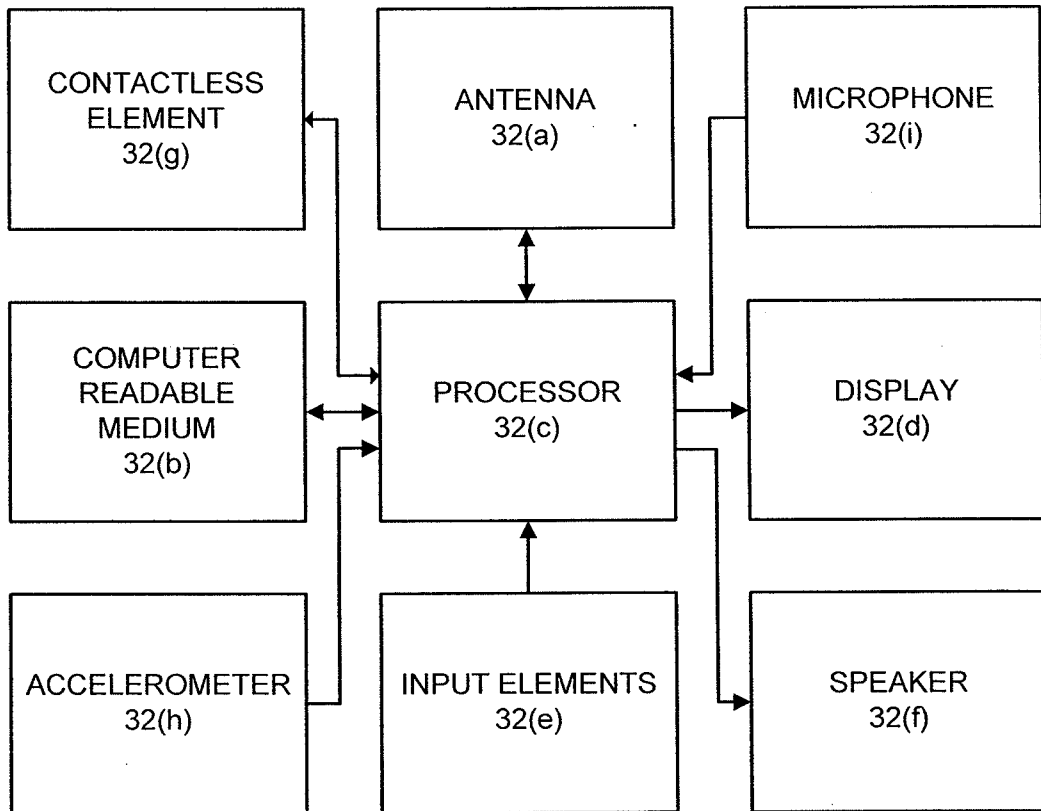 CONTACTLESS
ELEMENT
32(g)
ANTENNA
32(a)
MICROPHONE
32(i)
COMPUTER
READABLE
MEDIUM
32(b)
PROCESSOR
32(c)
DISPLAY
32(d)
ACCELEROMETER
32(h)
INPUT ELEMENTS
32(e)
SPEAKER
32(f)